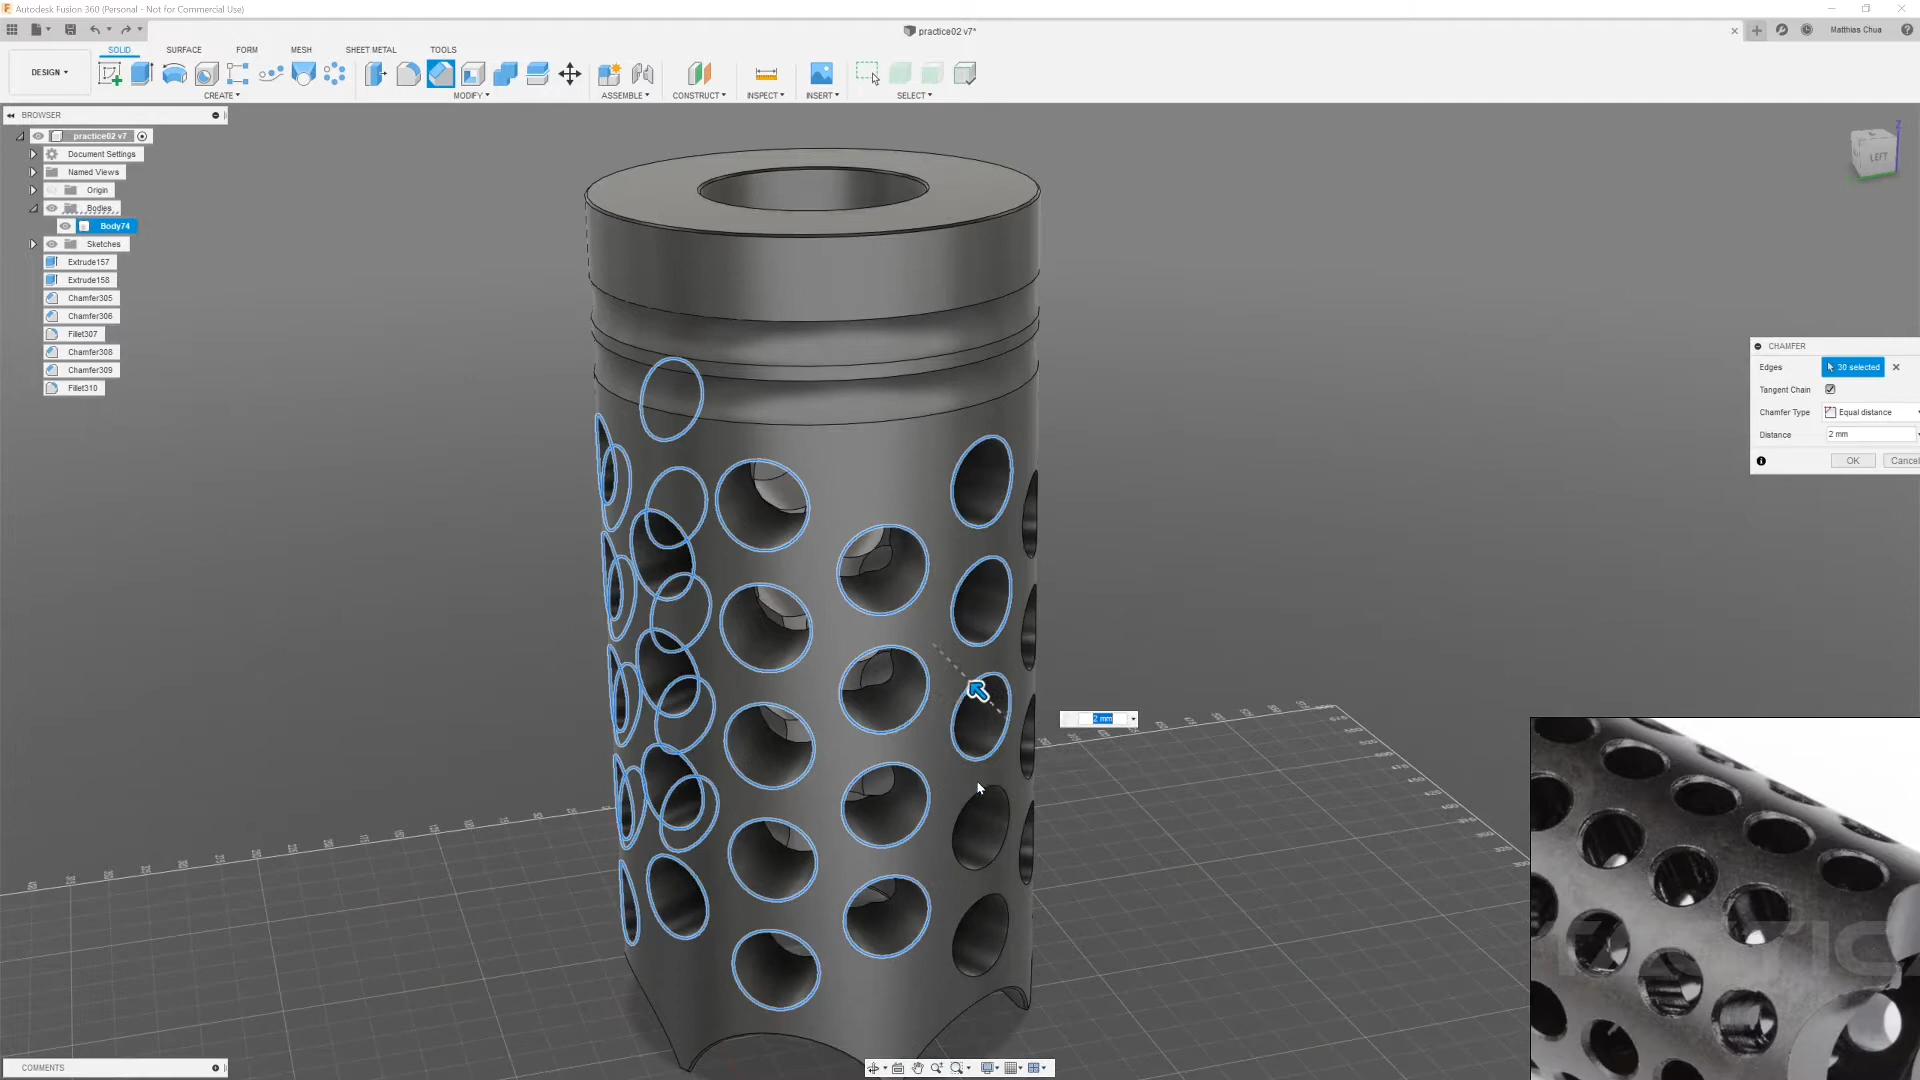 Autodesk Fusion 360 (Personal - Not for Commercial Use)
practice02 v7*
Matthias Chua
SOLID SURFACE FORM MESH SHEET METAL TOOLS
DESIGN
CREATE MODIFY ASSEMBLE CONSTRUCT INSPECT INSERT SELECT
BROWSER
practice02 v7
Document Settings
Named Views
Origin
Bodies
Body74
Sketches
Extrude157
Extrude158
Chamfer305
Chamfer306
Fillet307
Chamfer308
Chamfer309
Fillet310
Z
LEFT
CHAMFER
Edges 30 selected
Tangent Chain
Chamfer Type Equal distance
Distance 2 mm
OK Cancel
2 mm
COMMENTS